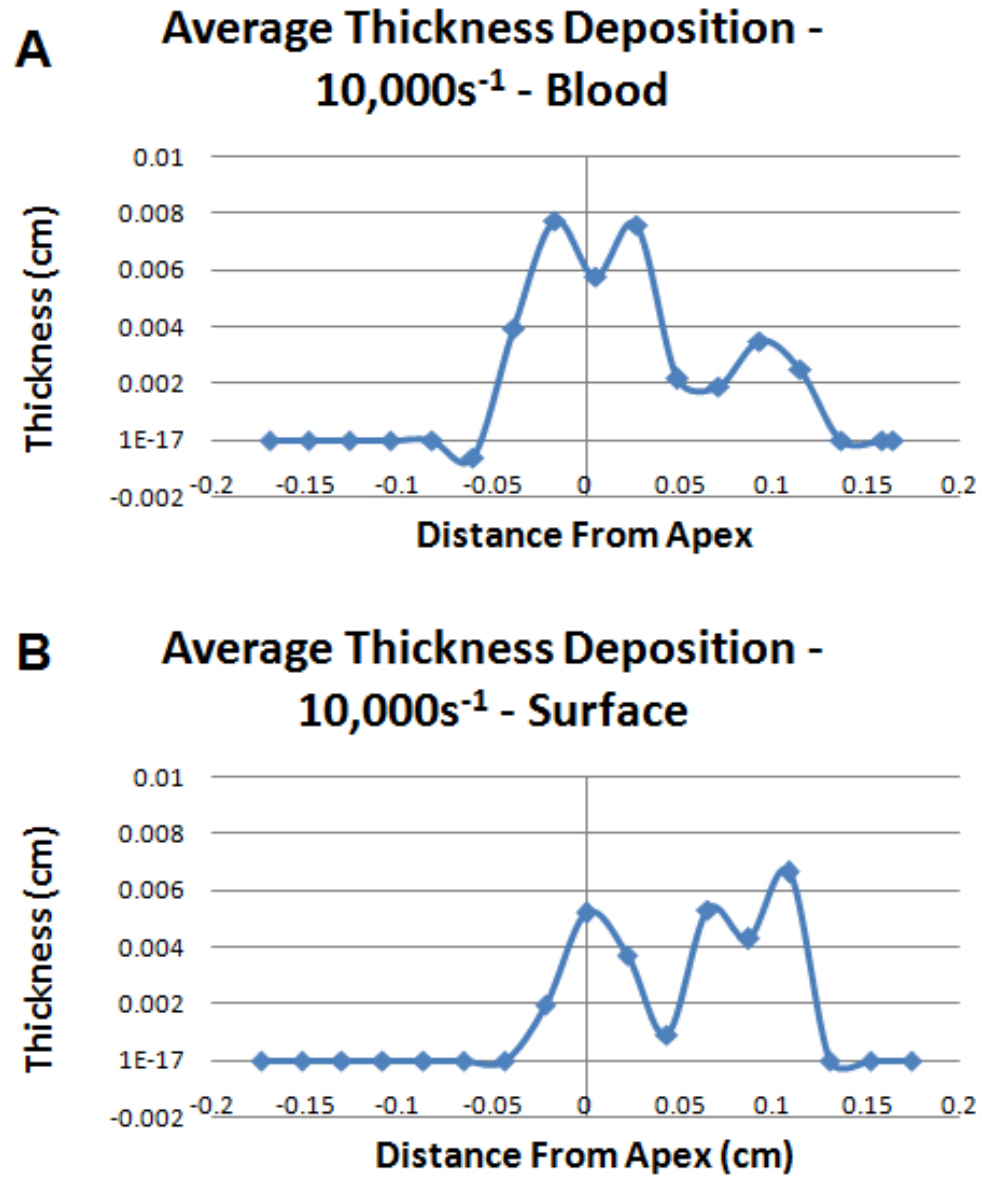 A
Average Thickness Deposition -
10,000s-1 - Blood
Thickness (cm)
0.01
0.008
0.006
0.004
0.002
1E-17
-0.002
-0.2 -0.15 -0.1 -0.05 0 0.05 0.1 0.15 0.2
Distance From Apex
B
Average Thickness Deposition -
10,000s-1 - Surface
Thickness (cm)
0.01
0.008
0.006
0.004
0.002
1E-17
-0.002
-0.2 -0.15 -0.1 -0.05 0 0.05 0.1 0.15 0.2
Distance From Apex (cm)